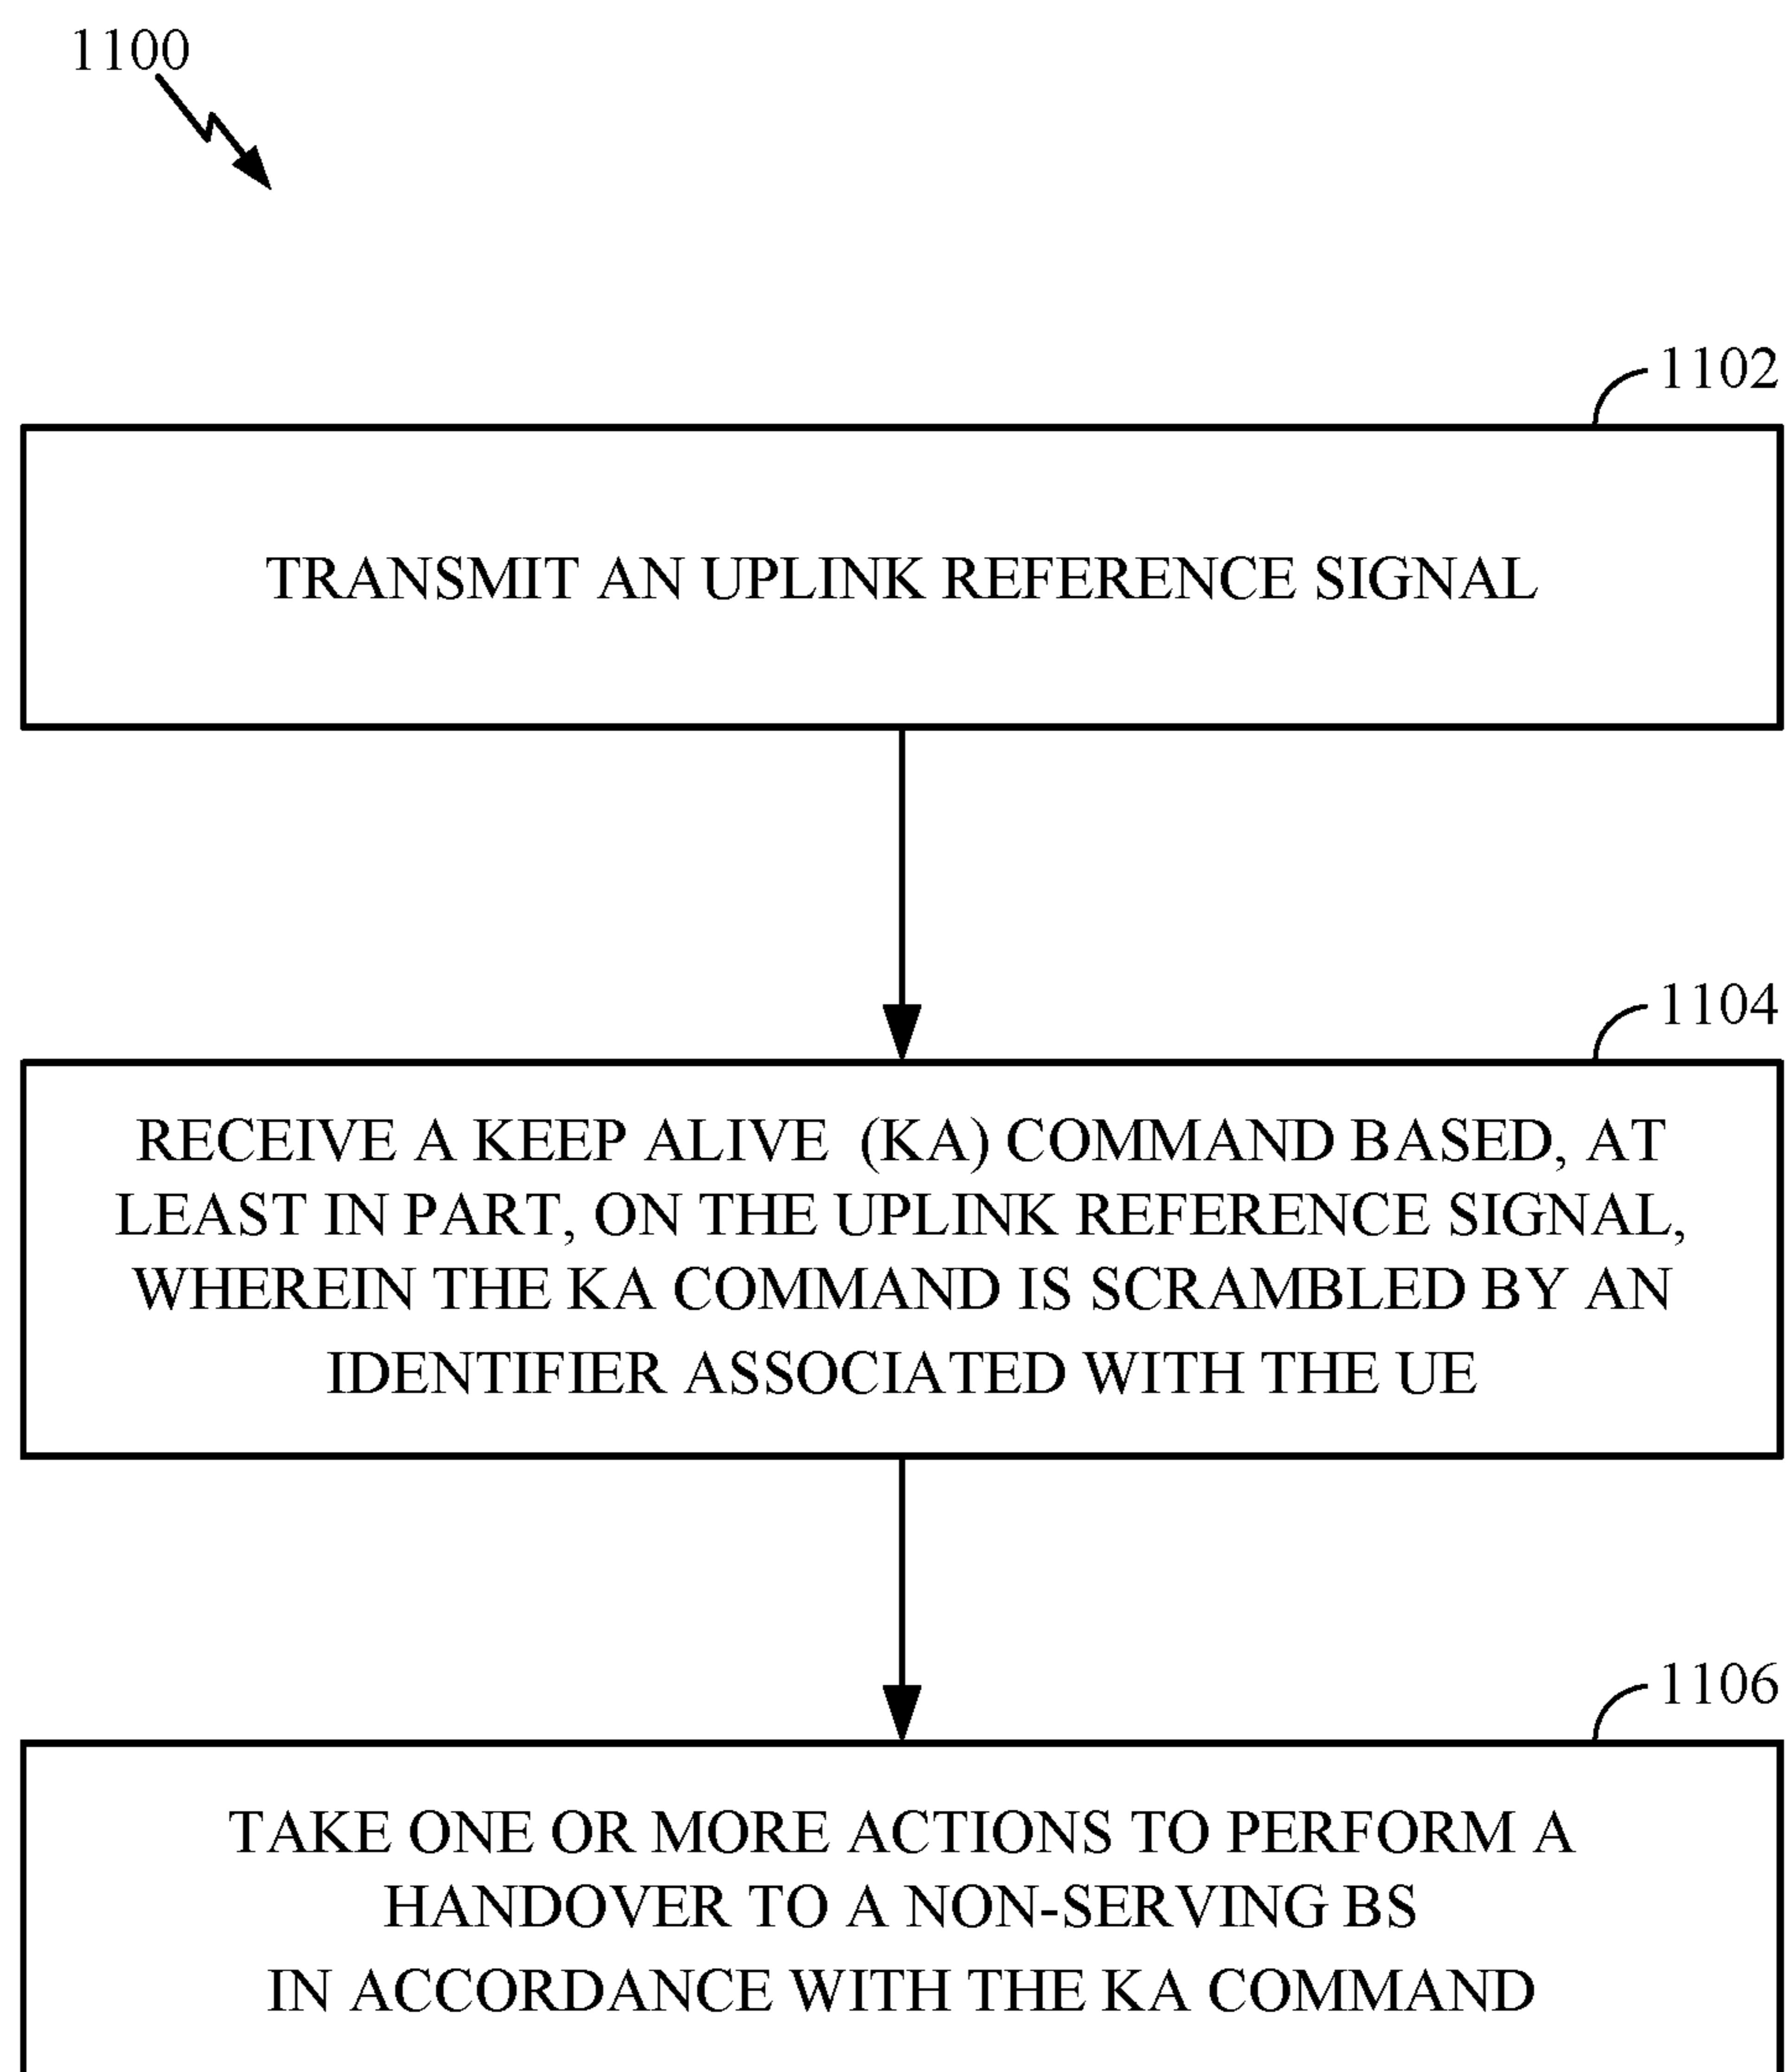 1100
1102
TRANSMIT AN UPLINK REFERENCE SIGNAL
1104
RECEIVE A KEEP ALIVE (KA) COMMAND BASED, AT
LEAST IN PART, ON THE UPLINK REFERENCE SIGNAL,
WHEREIN THE KA COMMAND IS SCRAMBLED BY AN
IDENTIFIER ASSOCIATED WITH THE UE
1106
TAKE ONE OR MORE ACTIONS TO PERFORM A
HANDOVER TO A NON-SERVING BS
IN ACCORDANCE WITH THE KA COMMAND